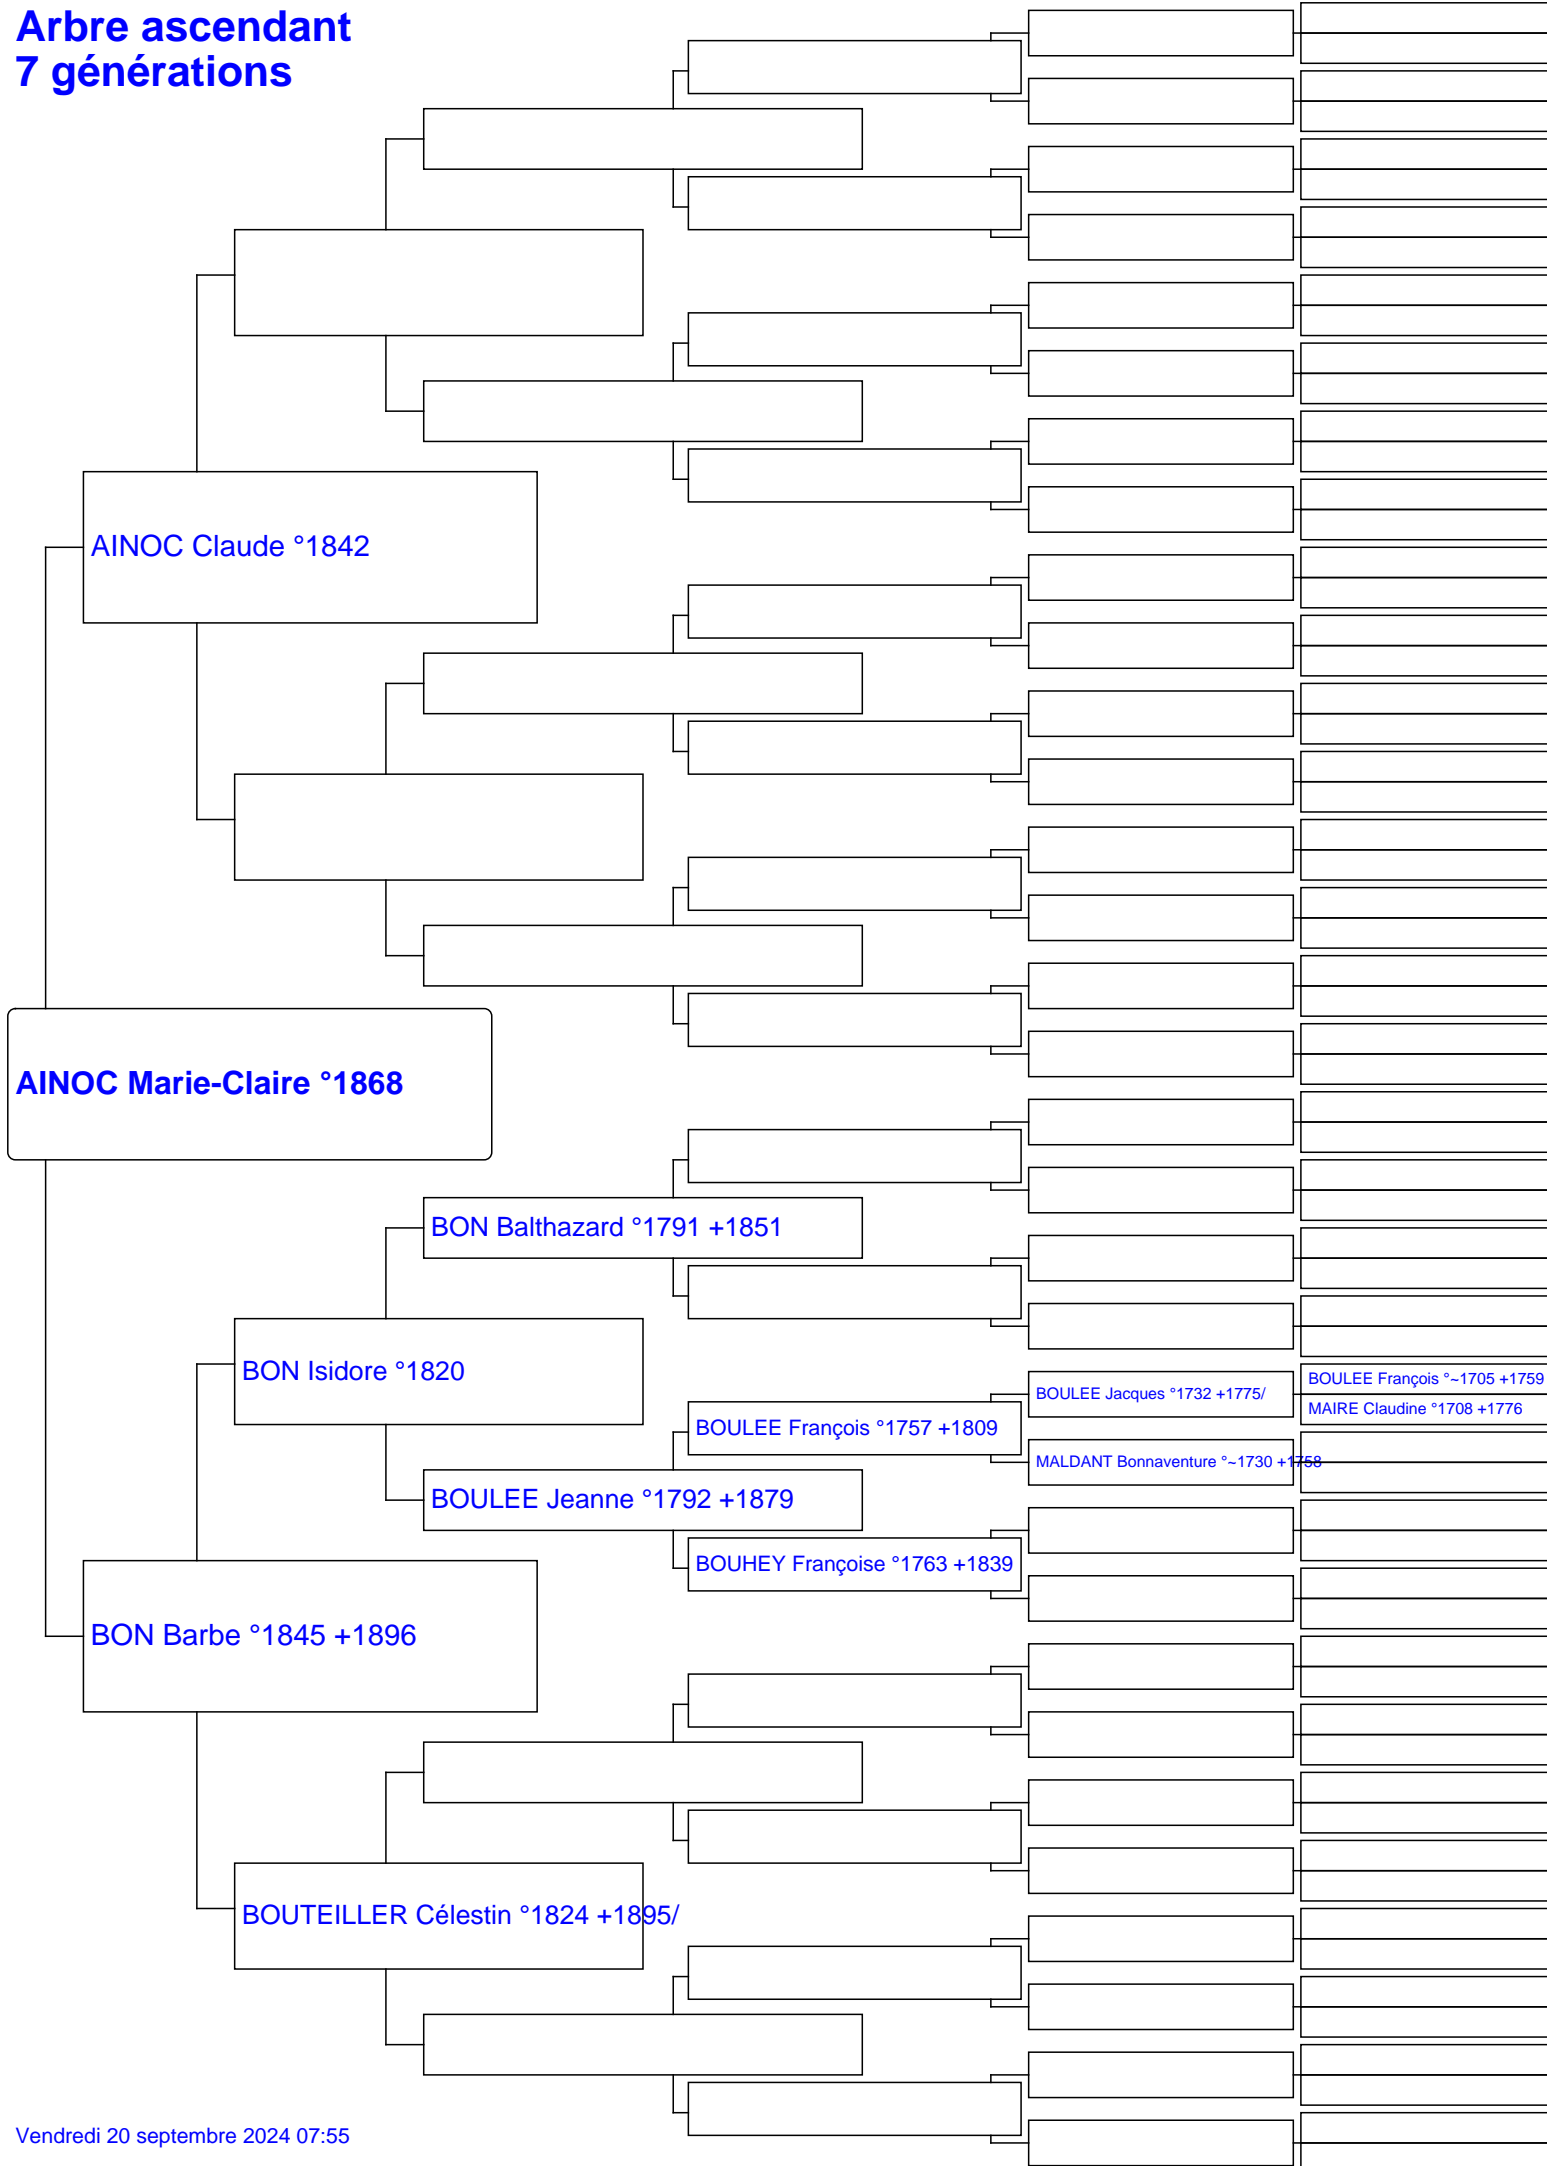 Arbre ascendant
7 générations
AINOC Claude °1842
AINOC Marie-Claire °1868
BON Balthazard °1791 +1851
BON Isidore °1820
BOULEE François °~1705 +1759
BOULEE Jacques °1732 +1775/
MAIRE Claudine °1708 +1776
BOULEE François °1757 +1809
MALDANT Bonnaventure °~1730 +1758
BOULEE Jeanne °1792 +1879
BOUHEY Françoise °1763 +1839
BON Barbe °1845 +1896
BOUTEILLER Célestin °1824 +1895/
Vendredi 20 septembre 2024 07:55